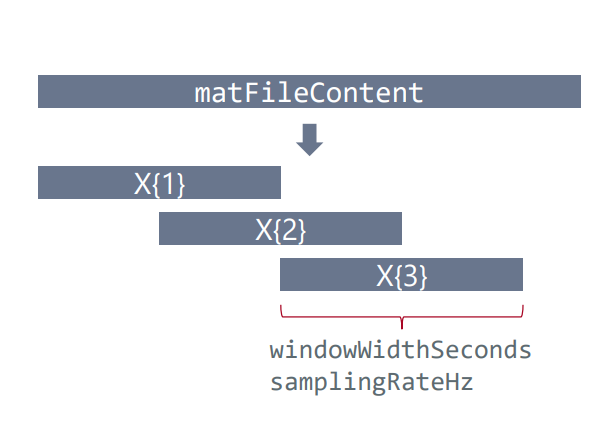 matFileContent
X{1}
X{2}
X{3}
windowWidthSeconds
samplingRateHz